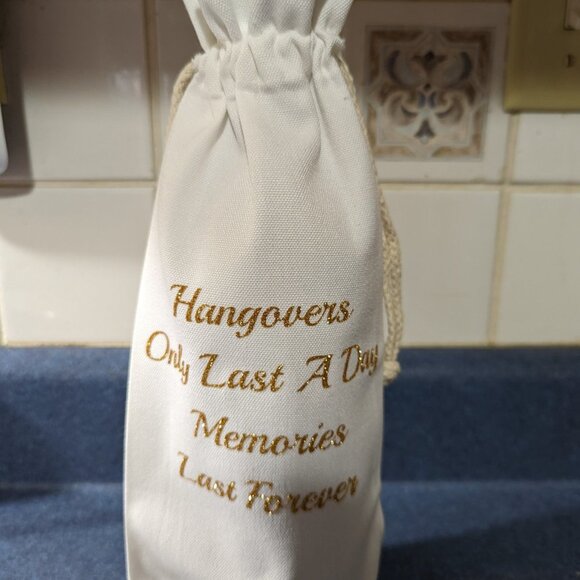 Hangovers
Only Last A Day
Memories
Last Forever